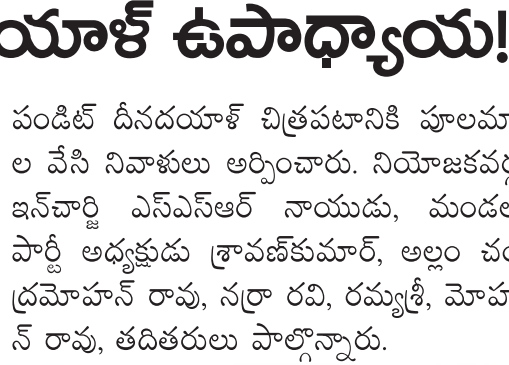 యాళ్ ఉపాధ్యాయ!
పండిట్ దీనదయాళ్ చిత్రపటానికి పూలమా
ల వేసి నివాళులు అర్పించారు. నియోజకవర్గ
ఇన్‌చార్జి ఎస్ఎస్ఆర్ నాయుడు, మండల
పార్టీ అధ్యక్షుడు శ్రావణ్‌కుమార్, అల్లం చం
ద్రమోహన్ రావు, నర్రా రవి, రమ్యశ్రీ, మోహ
న్ రావు, తదితరులు పాల్గొన్నారు.